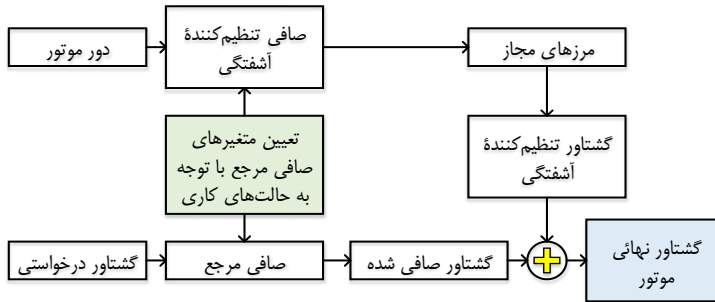 دور موتور
صافی تنظیم‌کنندهٔ
آشفتگی
مرزهای مجاز
تعیین متغیرهای
صافی مرجع با توجه
به حالت‌های کاری
گشتاور تنظیم‌کنندهٔ
آشفتگی
گشتاور درخواستی
صافی مرجع
گشتاور صافی شده
گشتاور نهائی
موتور